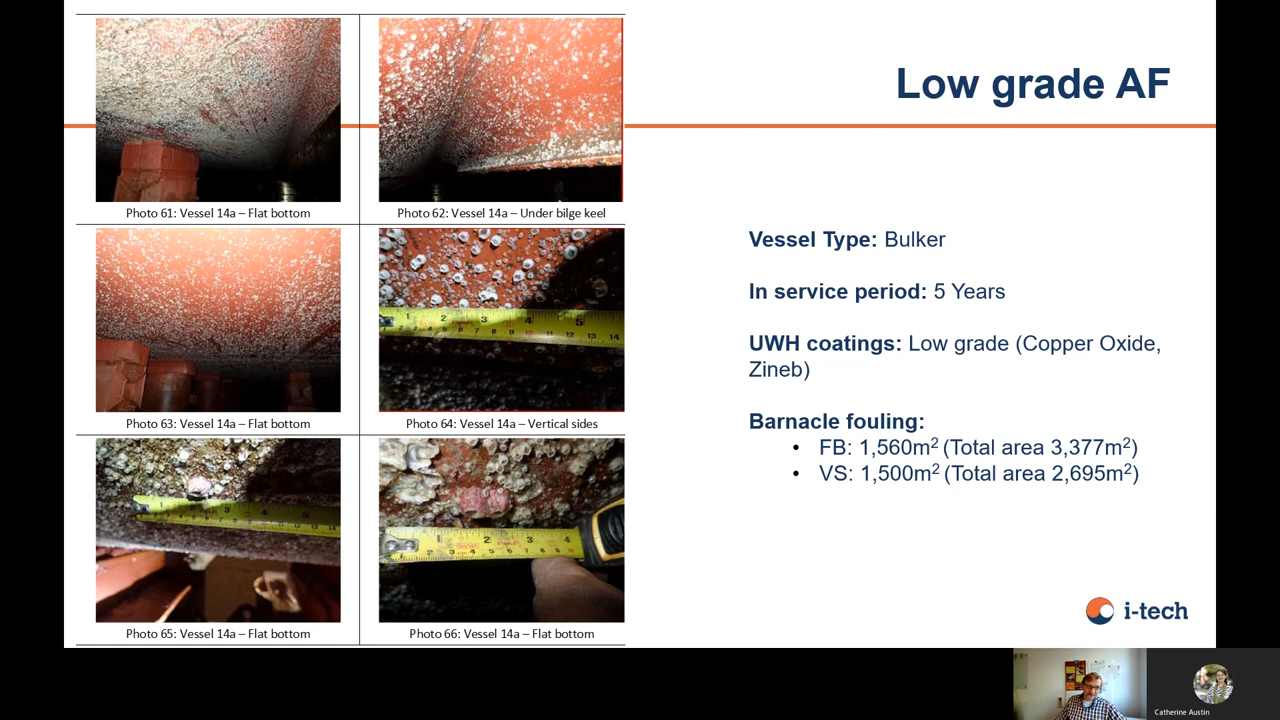 Low grade AF
Photo 61: Vessel 14a – Flat bottom
Photo 62: Vessel 14a – Under bilge keel
Photo 63: Vessel 14a – Flat bottom
Photo 64: Vessel 14a – Vertical sides
Photo 65: Vessel 14a – Flat bottom
Photo 66: Vessel 14a – Flat bottom
Vessel Type: Bulker
In service period: 5 Years
UWH coatings: Low grade (Copper Oxide,
Zineb)
Barnacle fouling:
• FB: 1,560m² (Total area 3,377m²)
• VS: 1,500m² (Total area 2,695m²)
i-tech
Catherine Austin